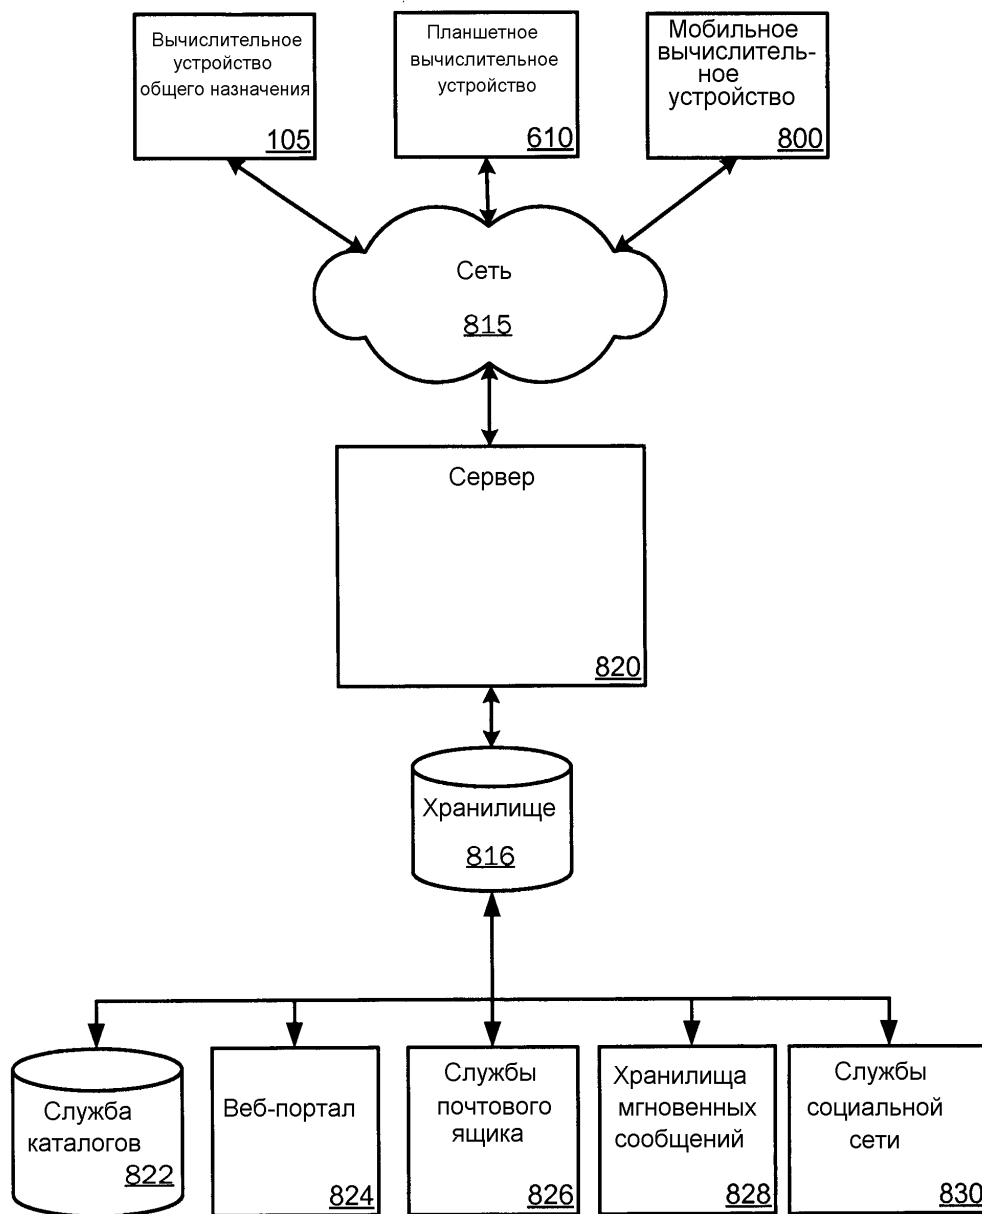 Вычислительное
устройство
общего назначения
105
Планшетное
вычислительное
устройство
610
Мобильное
вычислитель-
ное
устройство
800
Сеть
815
Сервер
820
Хранилище
816
Служба
каталогов
822
Веб-портал
824
Службы
почтового
ящика
826
Хранилища
мгновенных
сообщений
828
Службы
социальной
сети
830